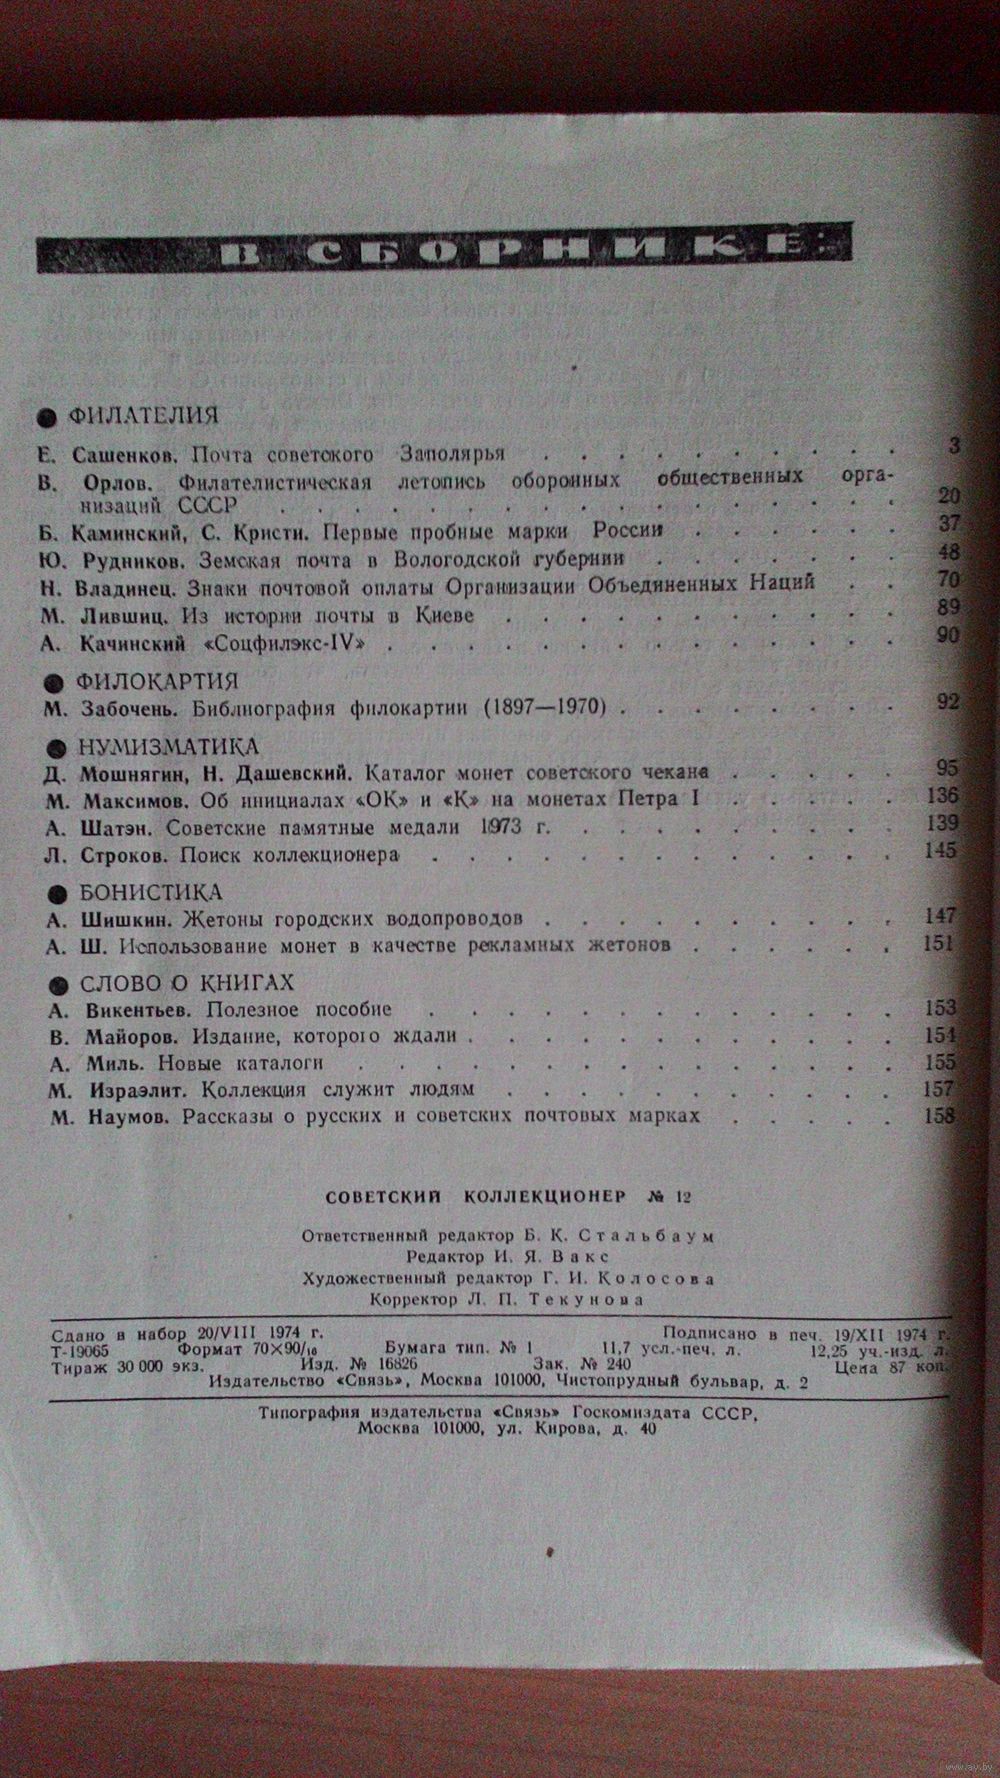 В СБОРНИКЕ:
● ФИЛАТЕЛИЯ
Е. Сашенков. Почта советского Заполярья . . . . . . . . . . 3
В. Орлов. Филателистическая летопись оборонных общественных орга-
низаций СССР . . . . . . . . . . . . . . . . . 20
Б. Каминский, С. Кристи. Первые пробные марки России . . . . . . 37
Ю. Рудников. Земская почта в Вологодской губернии . . . . . . . 48
Н. Владинец. Знаки почтовой оплаты Организации Объединенных Наций . . 70
М. Лившиц. Из истории почты в Киеве . . . . . . . . . . . 89
А. Качинский «Соцфилэкс-IV» . . . . . . . . . . . . . . 90
● ФИЛОКАРТИЯ
М. Забочень. Библиография филокартии (1897—1970) . . . . . . . . 92
● НУМИЗМАТИКА
Д. Мошнягин, Н. Дашевский. Каталог монет советского чекана . . . . . 95
М. Максимов. Об инициалах «ОК» и «К» на монетах Петра I . . . . . 136
А. Шатэн. Советские памятные медали 1973 г. . . . . . . . . . 139
Л. Строков. Поиск коллекционера . . . . . . . . . . . . . 145
● БОНИСТИКА
А. Шишкин. Жетоны городских водопроводов . . . . . . . . . . 147
А. Ш. Использование монет в качестве рекламных жетонов . . . . . . 151
● СЛОВО О КНИГАХ
А. Викентьев. Полезное пособие . . . . . . . . . . . . . 153
В. Майоров. Издание, которого ждали . . . . . . . . . . . . 154
А. Миль. Новые каталоги . . . . . . . . . . . . . . . 155
М. Израэлит. Коллекция служит людям . . . . . . . . . . . 157
М. Наумов. Рассказы о русских и советских почтовых марках . . . . . 158
СОВЕТСКИЙ КОЛЛЕКЦИОНЕР № 12
Ответственный редактор Б. К. Стальбаум
Редактор И. Я. Вакс
Художественный редактор Г. И. Колосова
Корректор Л. П. Текунова
Сдано в набор 20/VIII 1974 г. Подписано в печ. 19/XII 1974 г.
Т-19065 Формат 70×90/16 Бумага тип. № 1 11,7 усл.-печ. л. 12,25 уч.-изд. л.
Тираж 30 000 экз. Изд. № 16826 Зак. № 240 Цена 87 коп.
Издательство «Связь», Москва 101000, Чистопрудный бульвар, д. 2
Типография издательства «Связь» Госкомиздата СССР,
Москва 101000, ул. Кирова, д. 40
www.ay.by